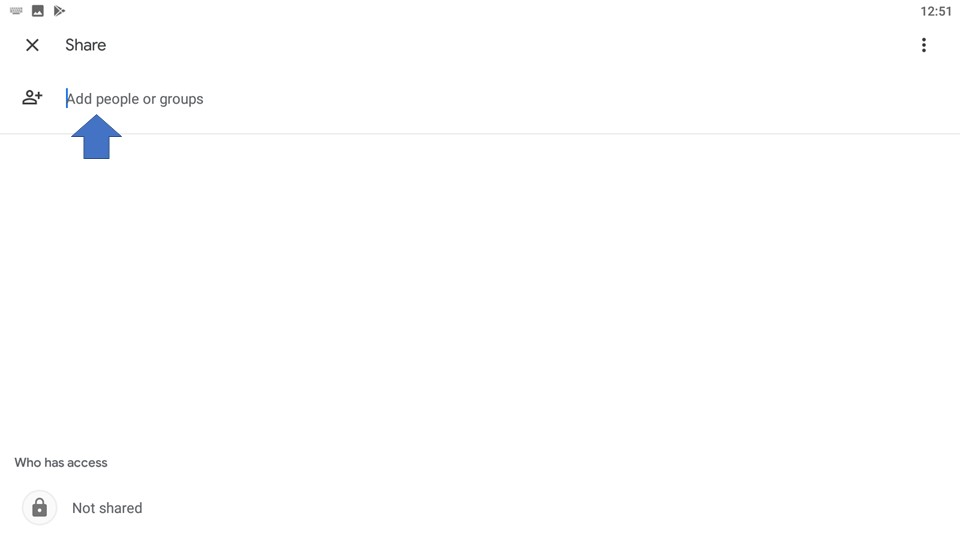 12:51
Share
Add people or groups
Who has access
Not shared